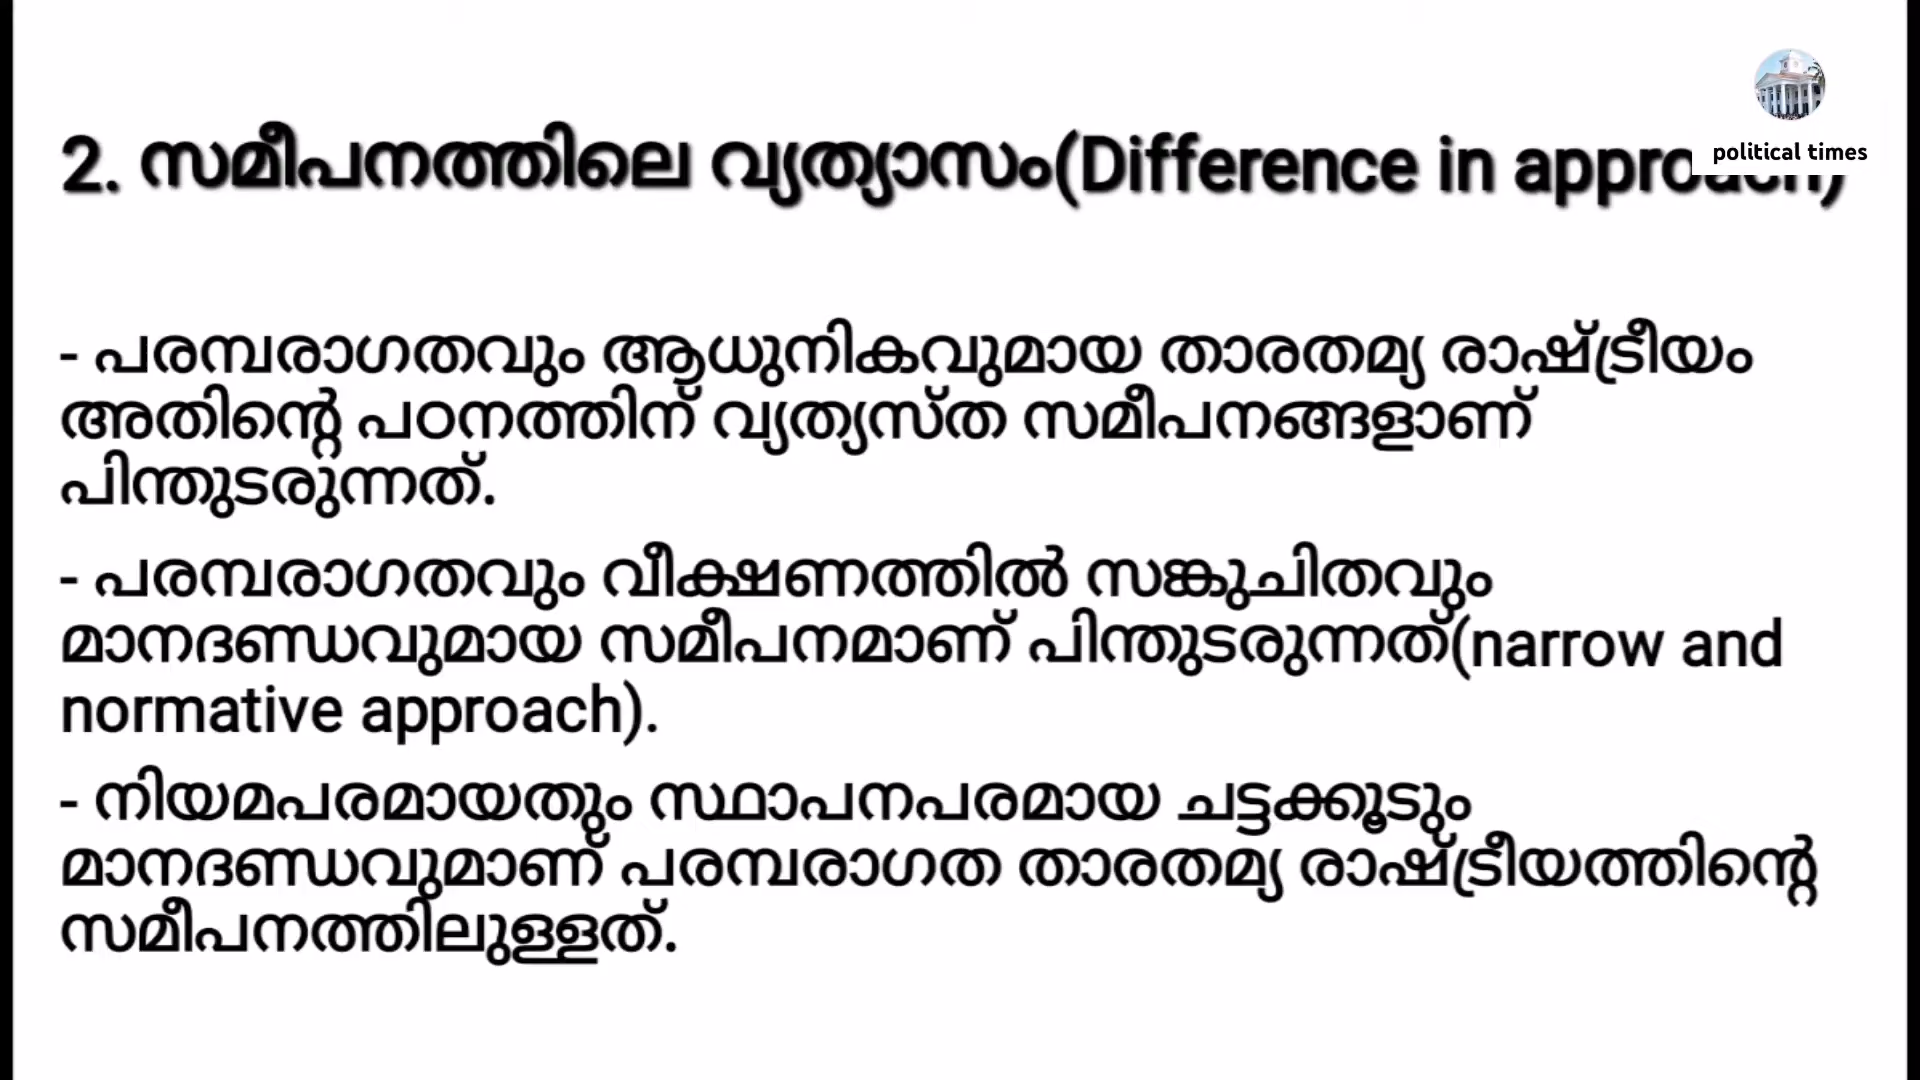 political times
2. സമീപനത്തിലെ വ്യത്യാസം(Difference in approach)
- പരമ്പരാഗതവും ആധുനികവുമായ താരതമ്യ രാഷ്ട്രീയം
അതിന്റെ പഠനത്തിന് വ്യത്യസ്ത സമീപനങ്ങളാണ്
പിന്തുടരുന്നത്.
- പരമ്പരാഗതവും വീക്ഷണത്തിൽ സങ്കുചിതവും
മാനദണ്ഡവുമായ സമീപനമാണ് പിന്തുടരുന്നത്(narrow and
normative approach).
- നിയമപരമായതും സ്ഥാപനപരമായ ചട്ടക്കൂടും
മാനദണ്ഡവുമാണ് പരമ്പരാഗത താരതമ്യ രാഷ്ട്രീയത്തിന്റെ
സമീപനത്തിലുള്ളത്.